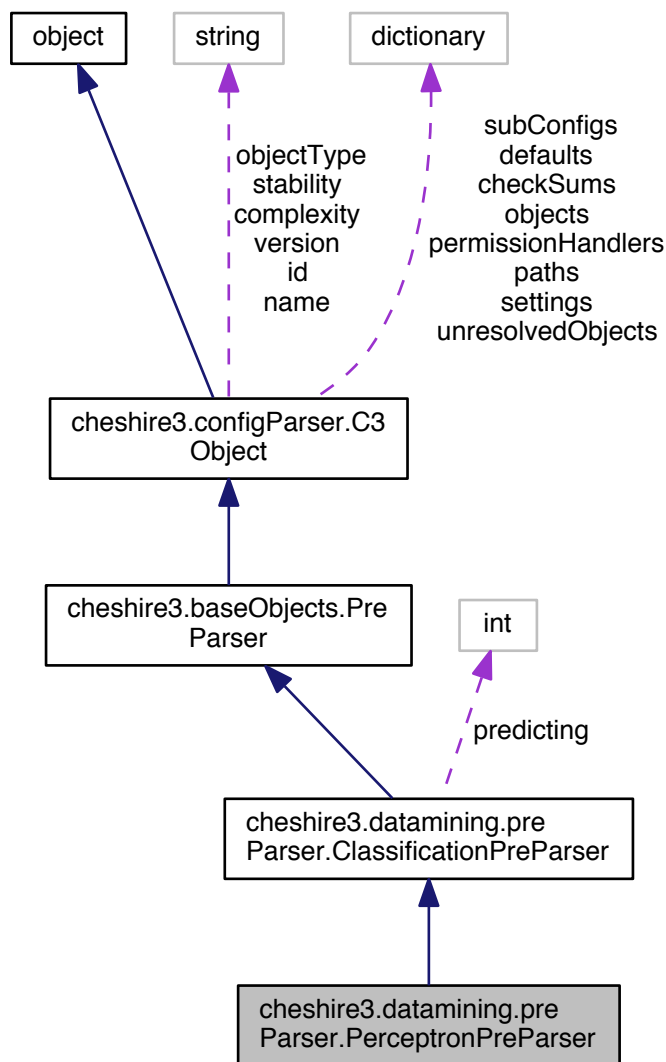 object
string
dictionary
objectType
stability
complexity
version
id
name
subConfigs
defaults
checkSums
objects
permissionHandlers
paths
settings
unresolvedObjects
cheshire3.configParser.C3
Object
cheshire3.baseObjects.Pre
Parser
int
predicting
cheshire3.datamining.pre
Parser.ClassificationPreParser
cheshire3.datamining.pre
Parser.PerceptronPreParser